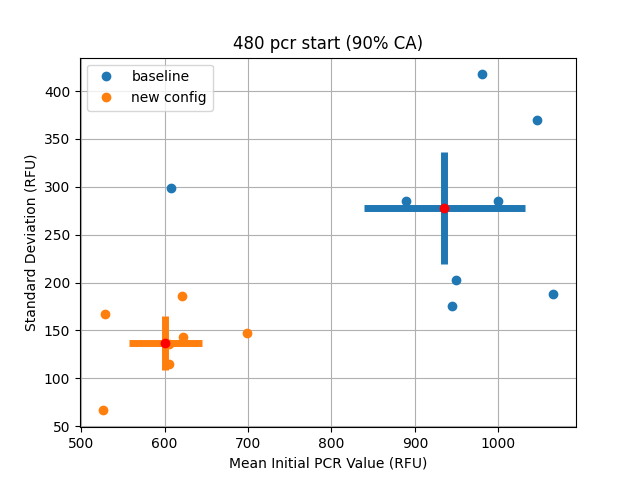 480 pcr start (90% CA)
baseline
new config
400
350
300
250
200
150
100
50
Standard Deviation (RFU)
500 600 700 800 900 1000
Mean Initial PCR Value (RFU)